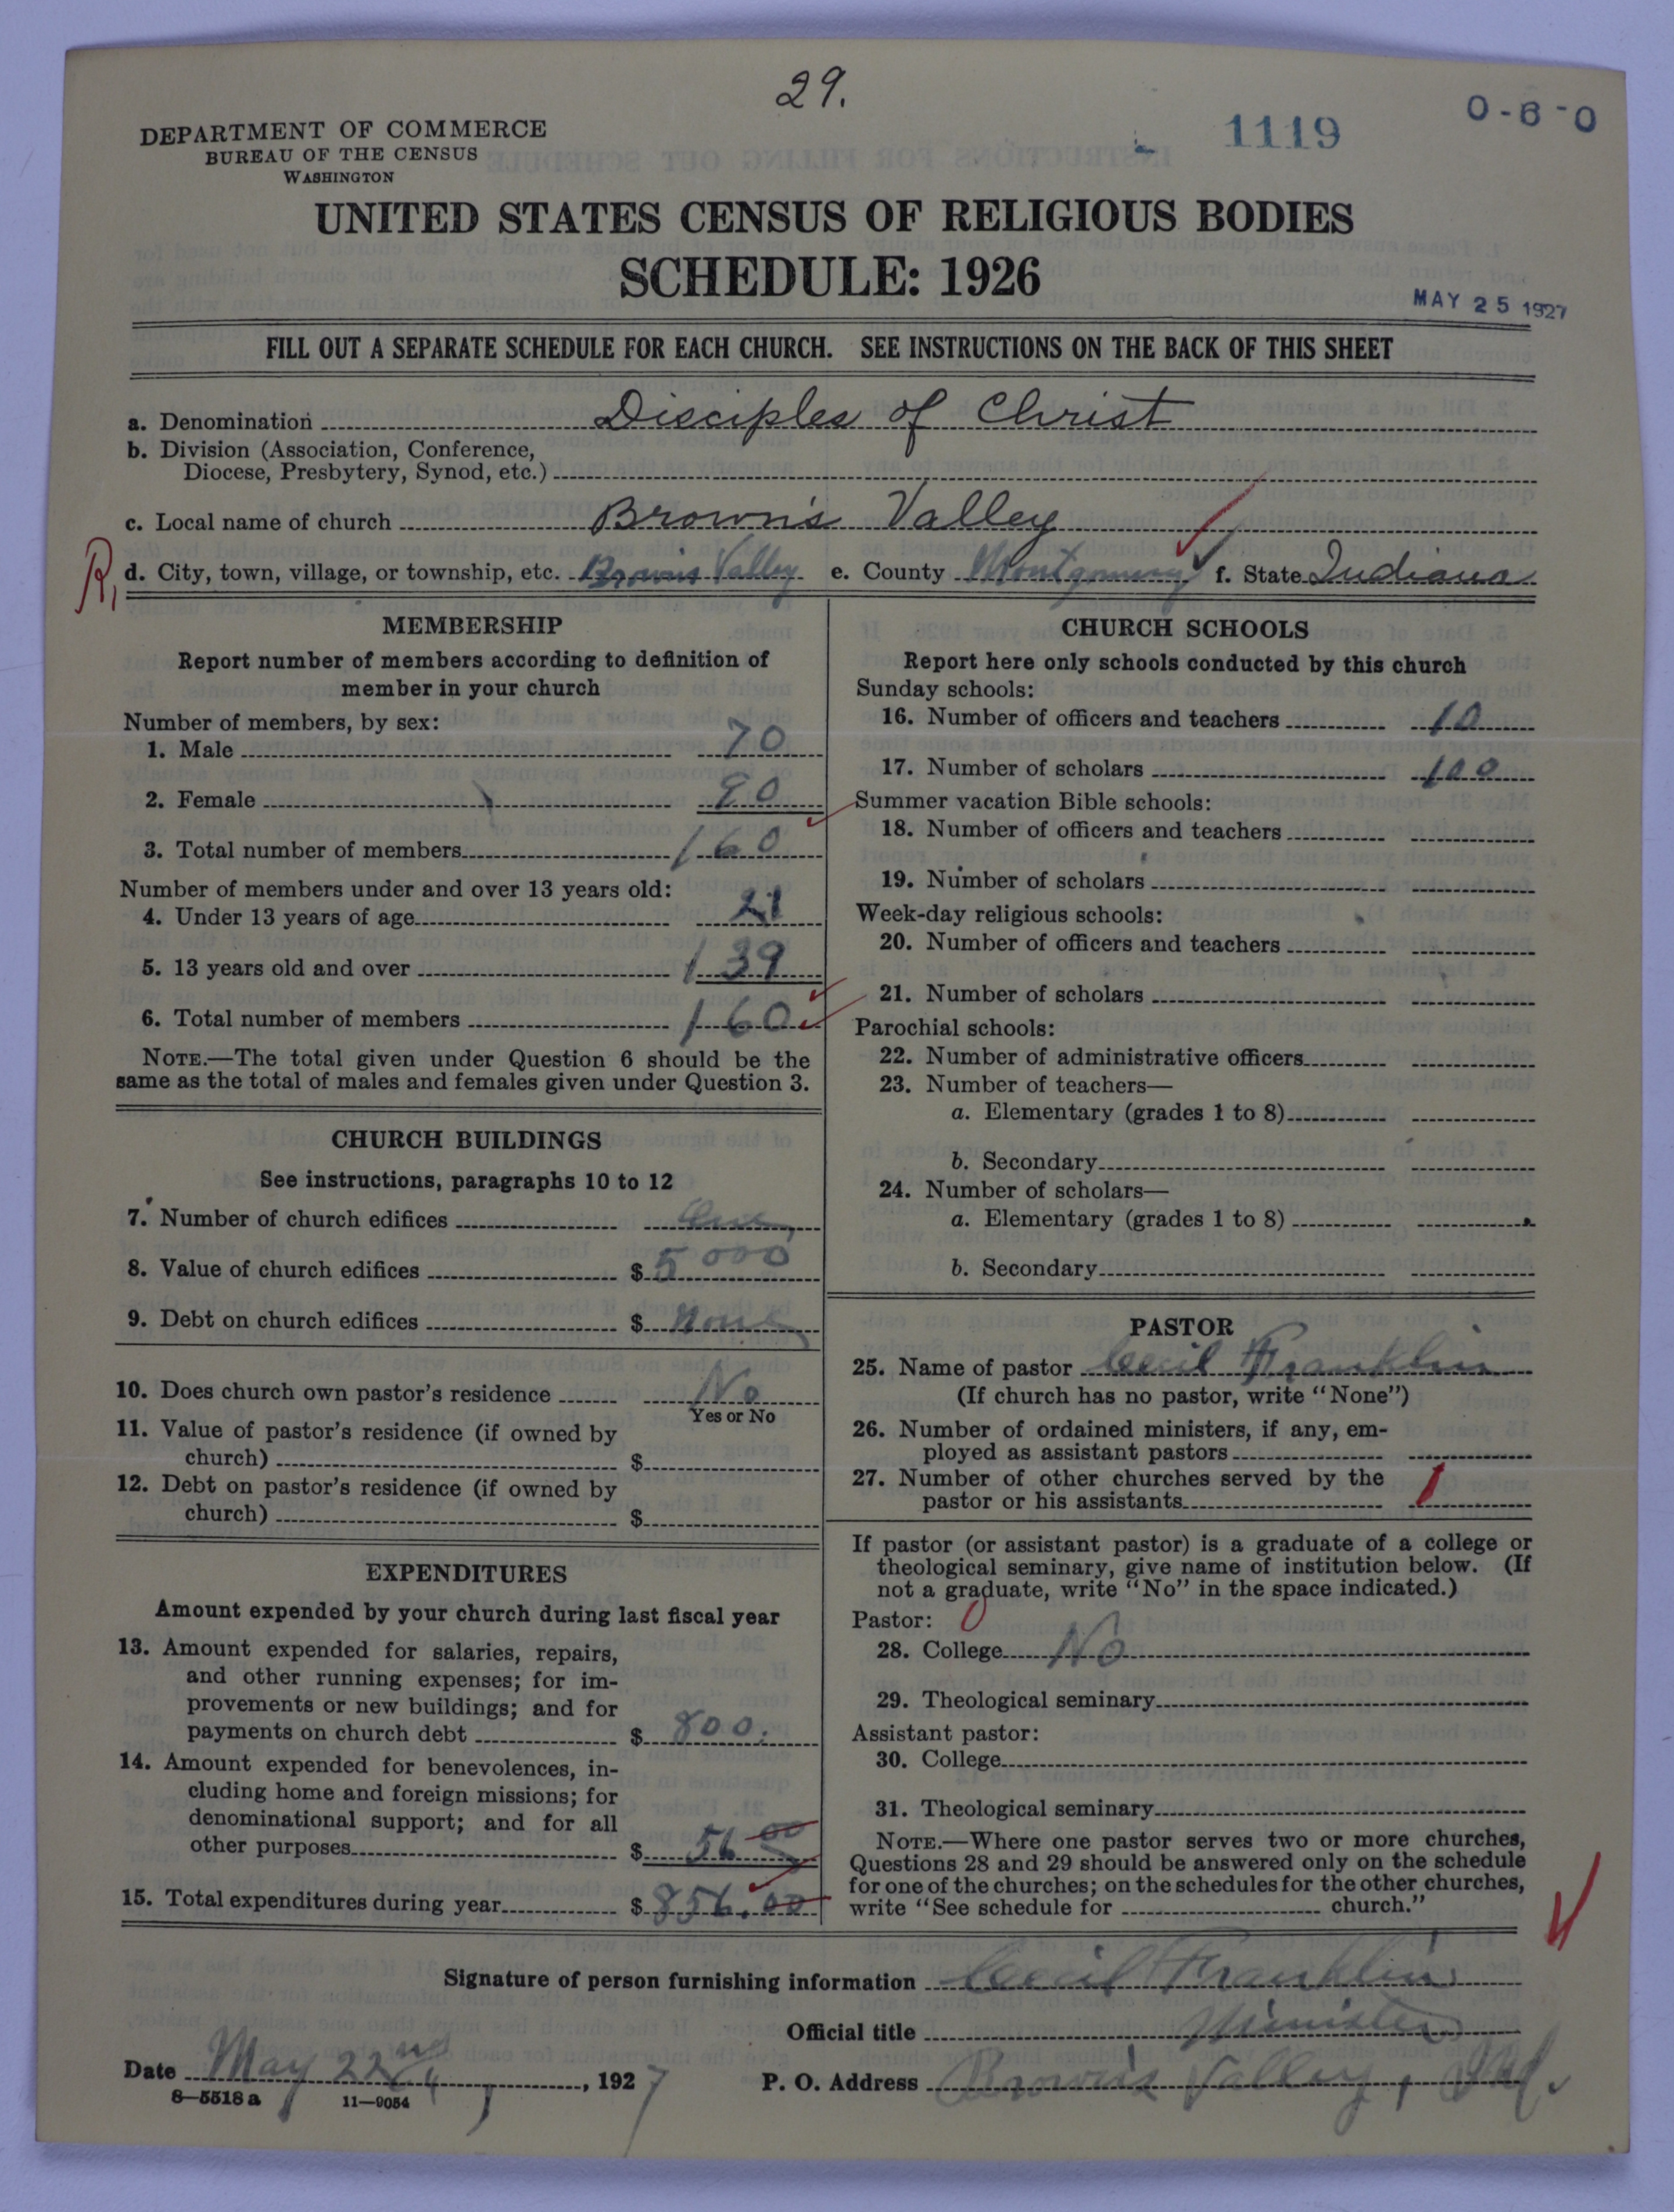 29.
1119
0-6-0
DEPARTMENT OF COMMERCE
BUREAU OF THE CENSUS
WASHINGTON
UNITED STATES CENSUS OF RELIGIOUS BODIES
SCHEDULE: 1926
MAY 25 1927
FILL OUT A SEPARATE SCHEDULE FOR EACH CHURCH. SEE INSTRUCTIONS ON THE BACK OF THIS SHEET
a. Denomination Disciples of Christ
b. Division (Association, Conference,
Diocese, Presbytery, Synod, etc.)
c. Local name of church Brown's Valley
R,
d. City, town, village, or township, etc. Browns Valley e. County Montgomery f. State Indiana
MEMBERSHIP
Report number of members according to definition of
member in your church
Number of members, by sex:
1. Male 70
2. Female 90
3. Total number of members 160
Number of members under and over 13 years old:
4. Under 13 years of age 21
5. 13 years old and over 139
6. Total number of members 160
NOTE.—The total given under Question 6 should be the
same as the total of males and females given under Question 3.
CHURCH BUILDINGS
See instructions, paragraphs 10 to 12
7. Number of church edifices One
8. Value of church edifices $ 5000
9. Debt on church edifices $ None
10. Does church own pastor's residence No
Yes or No
11. Value of pastor's residence (if owned by
church) $
12. Debt on pastor's residence (if owned by
church) $
EXPENDITURES
Amount expended by your church during last fiscal year
13. Amount expended for salaries, repairs,
and other running expenses; for im-
provements or new buildings; and for
payments on church debt $ 800.
14. Amount expended for benevolences, in-
cluding home and foreign missions; for
denominational support; and for all
other purposes $ 56 00
15. Total expenditures during year $ 856.00
CHURCH SCHOOLS
Report here only schools conducted by this church
Sunday schools:
16. Number of officers and teachers 10
17. Number of scholars 100
Summer vacation Bible schools:
18. Number of officers and teachers
19. Number of scholars
Week-day religious schools:
20. Number of officers and teachers
21. Number of scholars
Parochial schools:
22. Number of administrative officers
23. Number of teachers—
a. Elementary (grades 1 to 8)
b. Secondary
24. Number of scholars—
a. Elementary (grades 1 to 8)
b. Secondary
PASTOR
25. Name of pastor Cecil Franklin
(If church has no pastor, write "None")
26. Number of ordained ministers, if any, em-
ployed as assistant pastors
27. Number of other churches served by the
pastor or his assistants 1
If pastor (or assistant pastor) is a graduate of a college or
theological seminary, give name of institution below. (If
not a graduate, write "No" in the space indicated.)
Pastor: 0
28. College No
29. Theological seminary
Assistant pastor:
30. College
31. Theological seminary
NOTE.—Where one pastor serves two or more churches,
Questions 28 and 29 should be answered only on the schedule
for one of the churches; on the schedules for the other churches,
write "See schedule for church."
Signature of person furnishing information Cecil Franklin
Official title Minister
Date May 22nd, 1927 P. O. Address Brown's Valley, Ind.
8—5518 a 11—9054